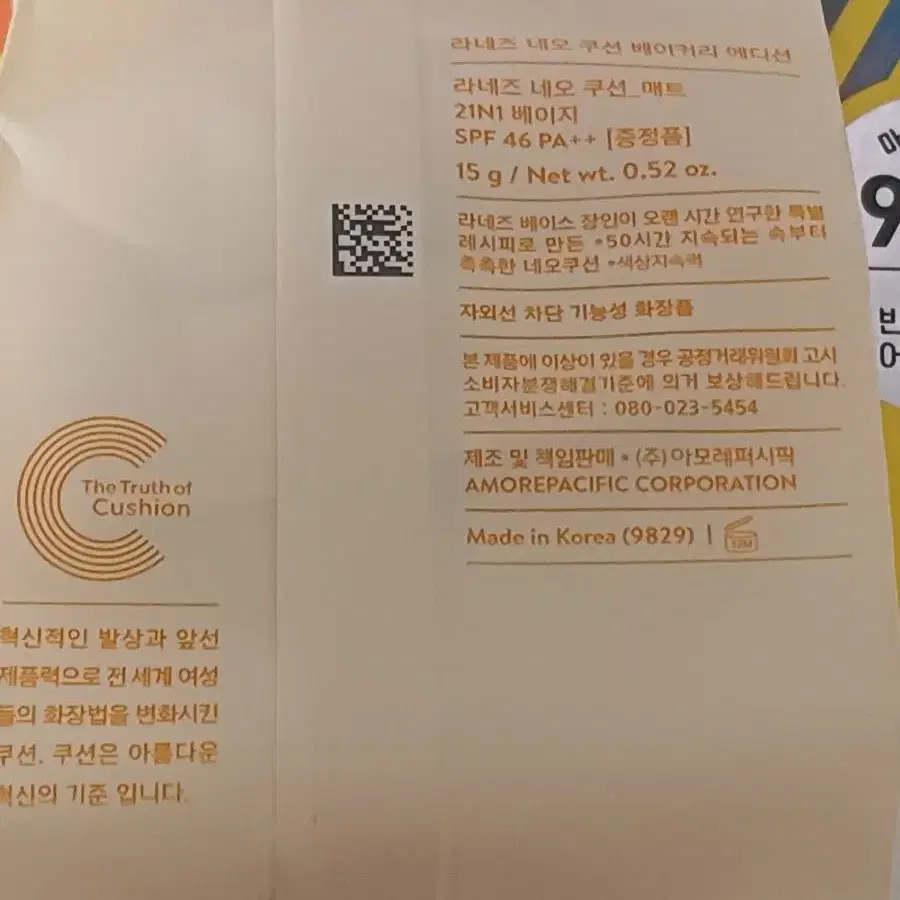 라네즈 네오 쿠션 베이커리 에디션
라네즈 네오 쿠션_매트
21N1 베이지
SPF 46 PA++ [증정품]
15 g / Net wt. 0.52 oz.
라네즈 베이스 장인이 오랜 시간 연구한 특별
레시피로 만든 *50시간 지속되는 속부터
촉촉한 네오쿠션 *색상지속력
자외선 차단 기능성 화장품
본 제품에 이상이 있을 경우 공정거래위원회 고시
소비자분쟁해결기준에 의거 보상해드립니다.
고객서비스센터 : 080-023-5454
제조 및 책임판매 • (주)아모레퍼시픽
AMOREPACIFIC CORPORATION
Made in Korea (9829) | 12M
The Truth of
Cushion
혁신적인 발상과 앞선
제품력으로 전 세계 여성
들의 화장법을 변화시킨
쿠션. 쿠션은 아름다운
혁신의 기준 입니다.
9
빈
어